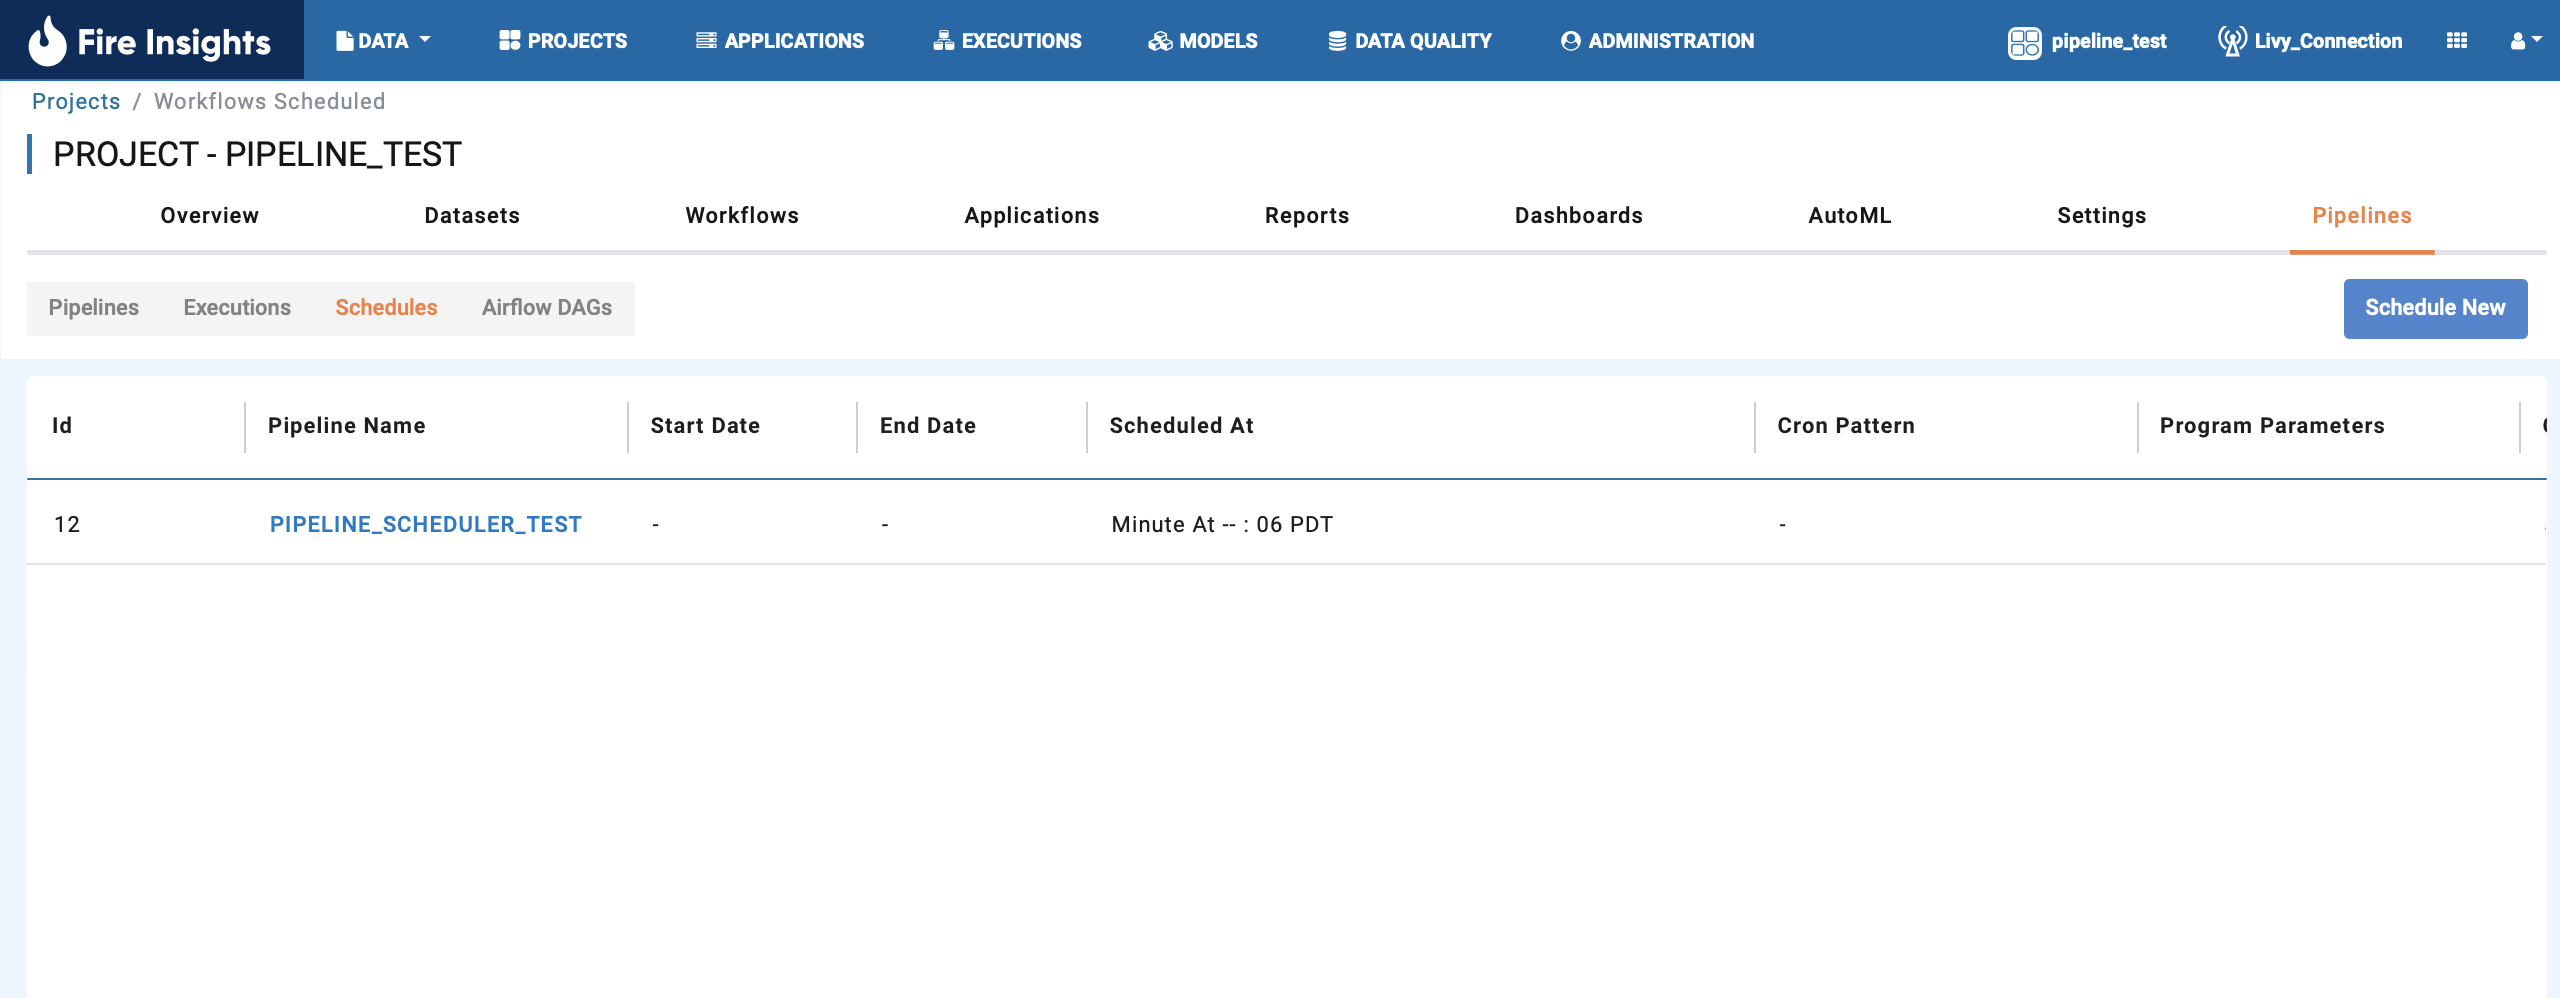 Fire Insights DATA PROJECTS APPLICATIONS EXECUTIONS MODELS DATA QUALITY ADMINISTRATION pipeline_test Livy_Connection
Projects / Workflows Scheduled
PROJECT - PIPELINE_TEST
Overview Datasets Workflows Applications Reports Dashboards AutoML Settings Pipelines
Pipelines Executions Schedules Airflow DAGs Schedule New
Id Pipeline Name Start Date End Date Scheduled At Cron Pattern Program Parameters
12 PIPELINE_SCHEDULER_TEST - - Minute At -- : 06 PDT -